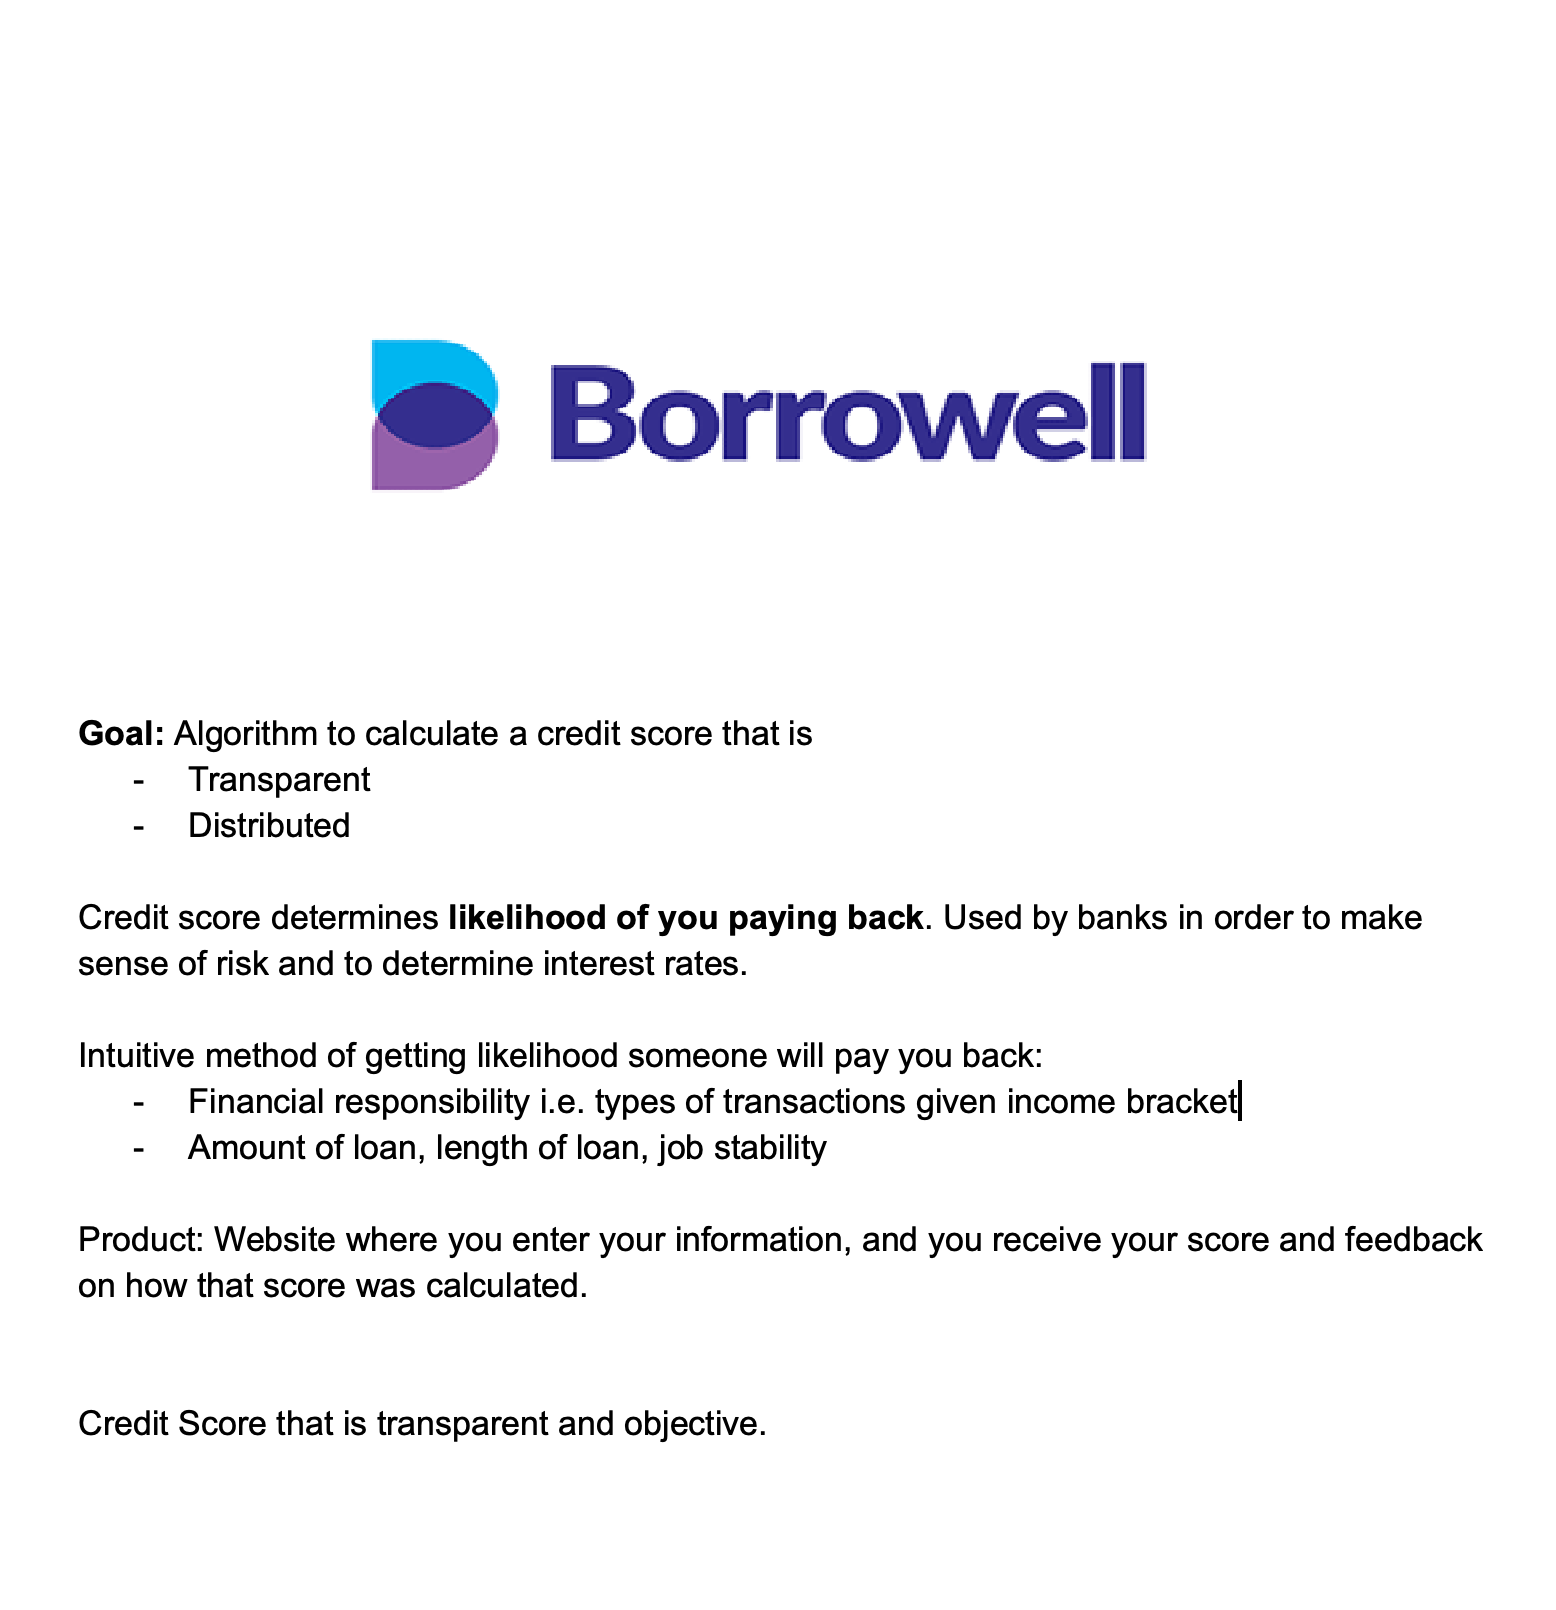 Borrowell
Goal: Algorithm to calculate a credit score that is
- Transparent
- Distributed
Credit score determines likelihood of you paying back. Used by banks in order to make
sense of risk and to determine interest rates.
Intuitive method of getting likelihood someone will pay you back:
- Financial responsibility i.e. types of transactions given income bracket
- Amount of loan, length of loan, job stability
Product: Website where you enter your information, and you receive your score and feedback
on how that score was calculated.
Credit Score that is transparent and objective.